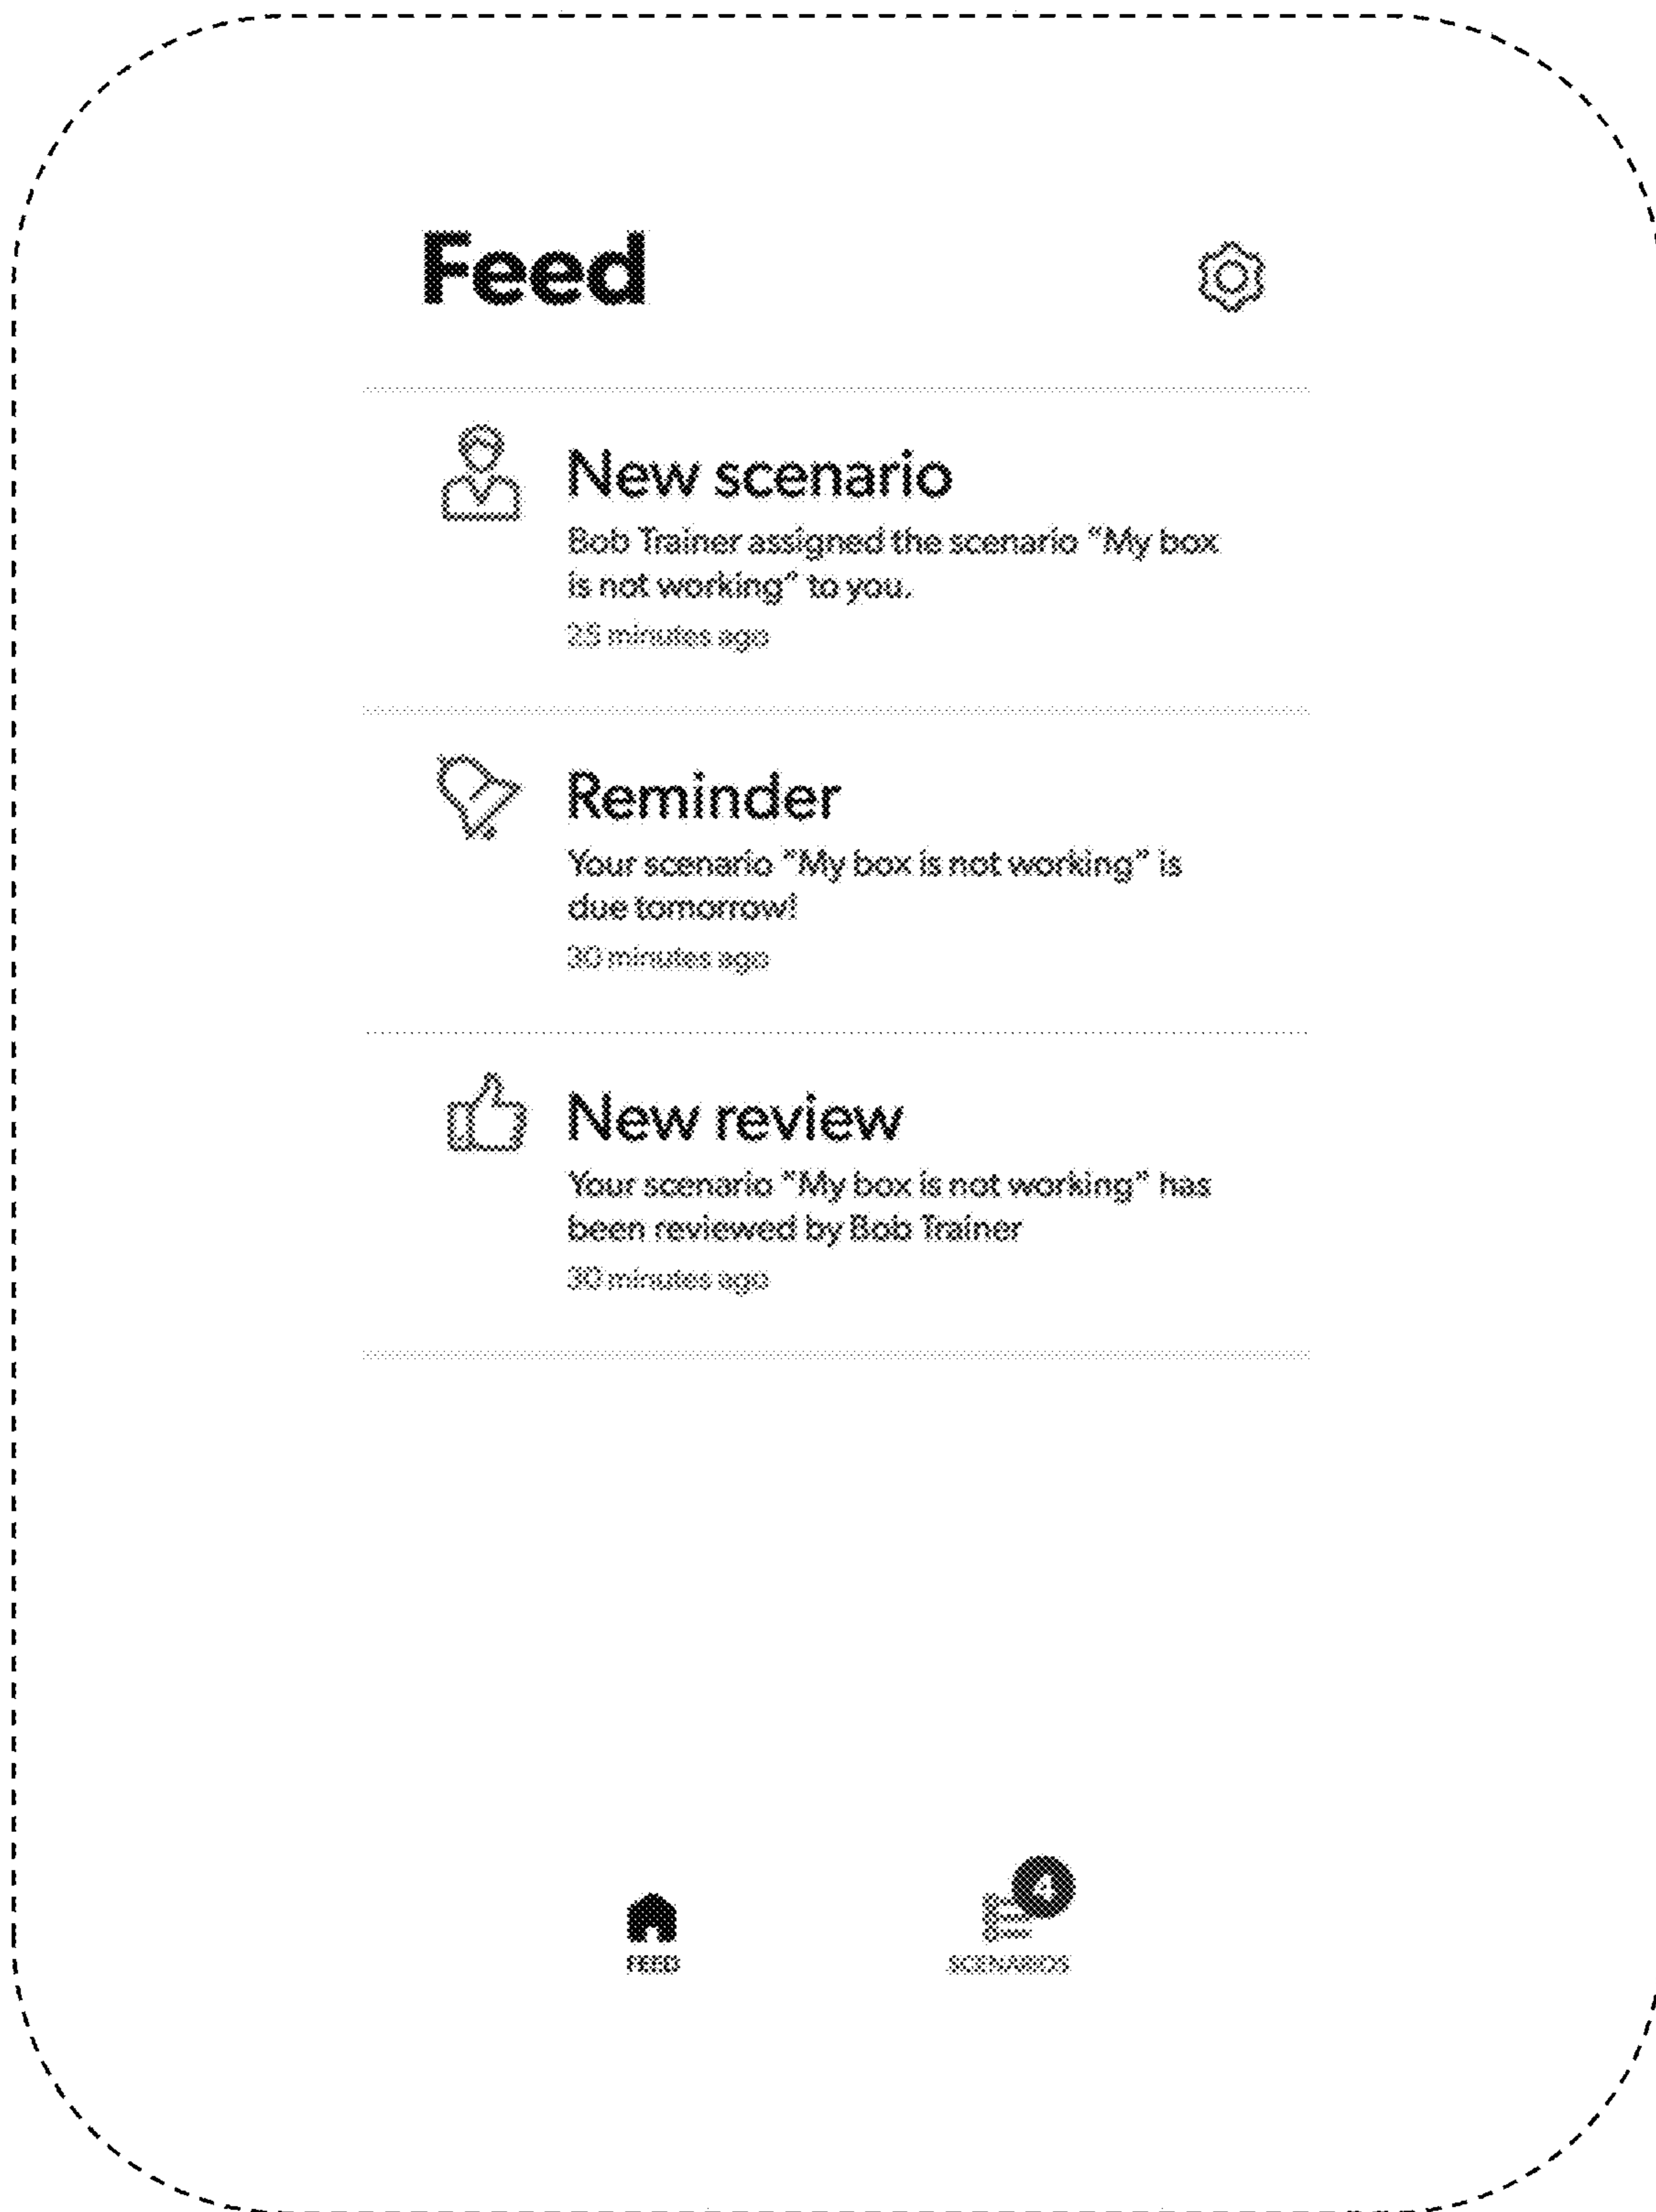 Feed
New scenario
Bob Trainer assigned the scenario "My box
is not working" to you.
25 minutes ago
Reminder
Your scenario "My box is not working" is
due tomorrow!
30 minutes ago
New review
Your scenario "My box is not working" has
been reviewed by Bob Trainer
30 minutes ago
4
FEED
SCENARIOS